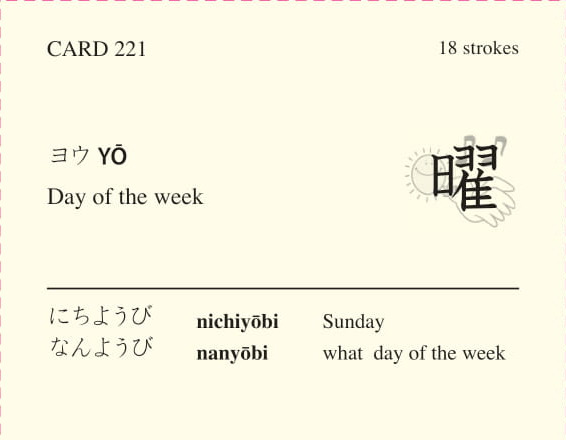 CARD 221
18 strokes
ヨウ YŌ
Day of the week
曜
にちようび nichiyōbi Sunday
なんようび nanyōbi what day of the week